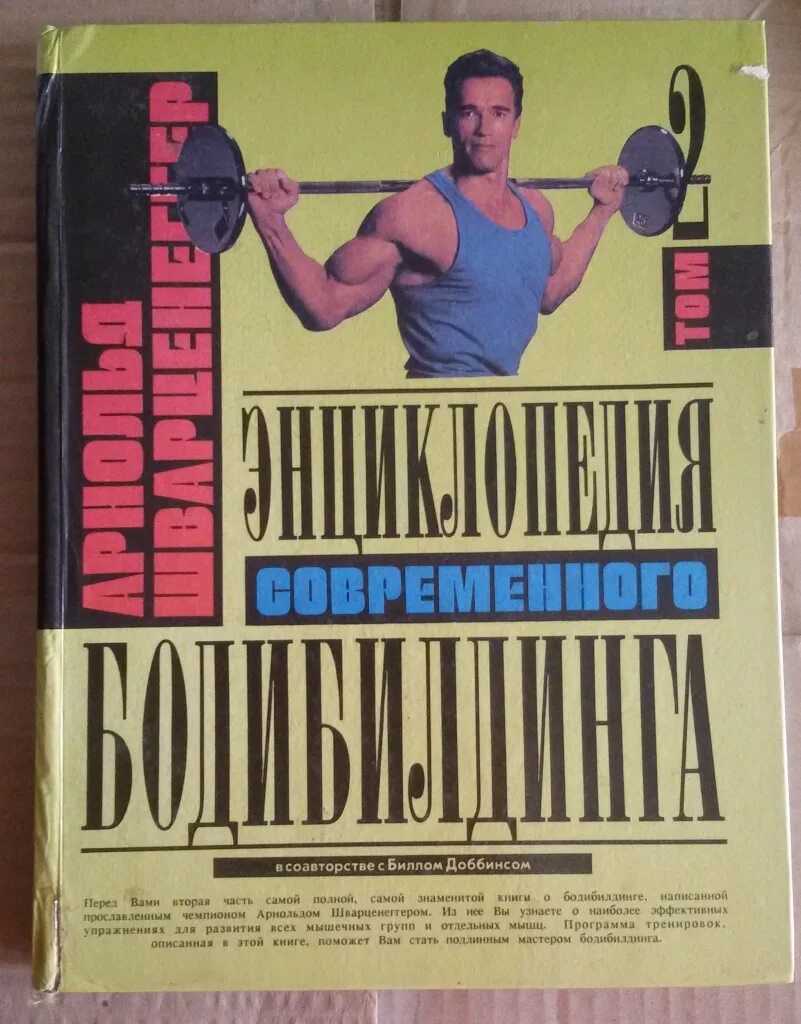 АРНОЛЬД
ШВАРЦЕНЕГГЕР
ТОМ 2
ЭНЦИКЛОПЕДИЯ
СОВРЕМЕННОГО
БОДИБИЛДИНГА
в соавторстве с Биллом Доббинсом
Перед Вами вторая часть самой полной, самой знаменитой книги о бодибилдинге, написанной
прославленным чемпионом Арнольдом Шварценеггером. Из нее Вы узнаете о наиболее эффективных
упражнениях для развития всех мышечных групп и отдельных мышц. Программа тренировок,
описанная в этой книге, поможет Вам стать подлинным мастером бодибилдинга.